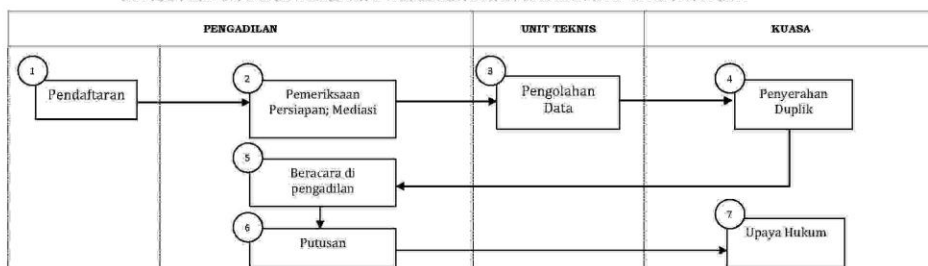 PENGADILAN
UNIT TEKNIS
KUASA
1
Pendaftaran
2
Pemeriksaan
Persiapan; Mediasi
3
Pengolahan
Data
4
Penyerahan
Duplik
5
Beracara di
pengadilan
6
Putusan
7
Upaya Hukum